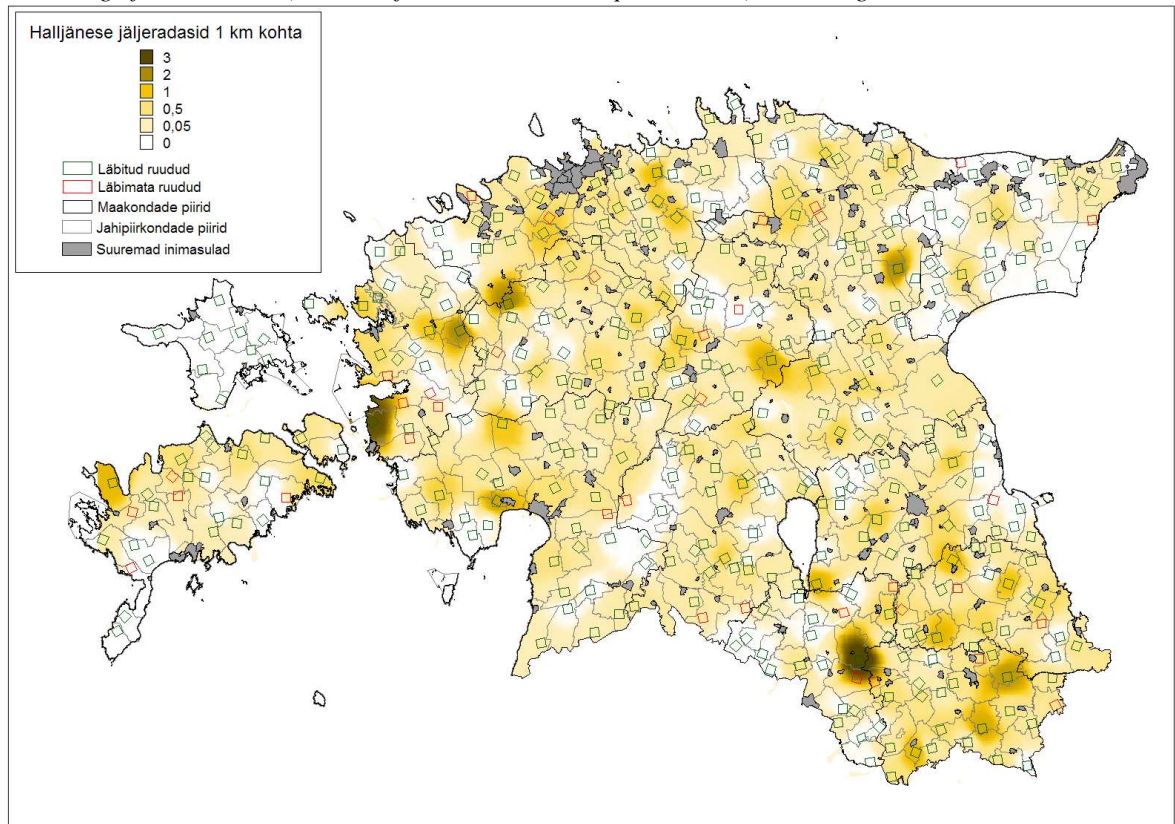 Halljänese jäljeradasid 1 km kohta
3
2
1
0,5
0,05
0
Läbitud ruudud
Läbimata ruudud
Maakondade piirid
Jahipiirkondade piirid
Suuremad inimasulad